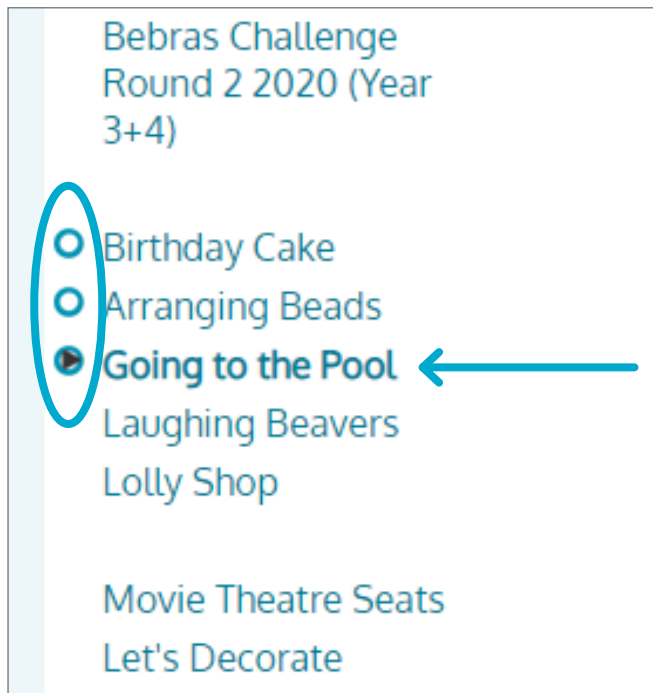 Bebras Challenge
Round 2 2020 (Year
3+4)
Birthday Cake
Arranging Beads
Going to the Pool
Laughing Beavers
Lolly Shop
Movie Theatre Seats
Let's Decorate